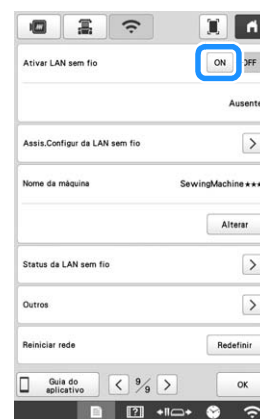 Ativar LAN sem fio ON OFF
Ausente
Assis.Configur da LAN sem fio >
Nome da máquina SewingMachine★★★
Alterar
Status da LAN sem fio >
Outros >
Reiniciar rede Redefinir
Guia do aplicativo < 9/9 > OK